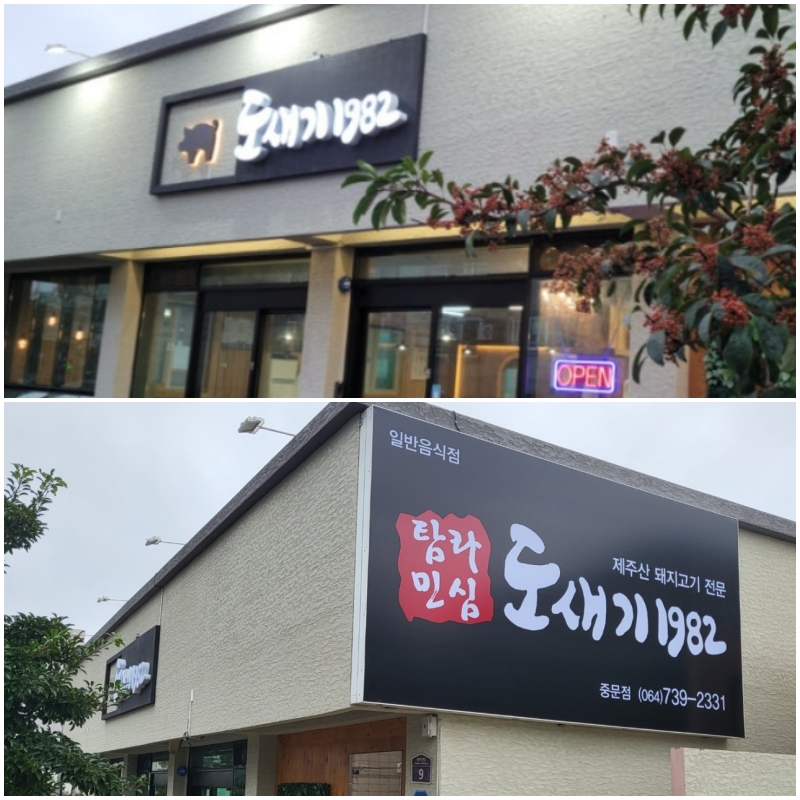 도새기1982
OPEN
일반음식점
탐라
민심
제주산 돼지고기 전문
도새기1982
중문점 (064)739-2331
9